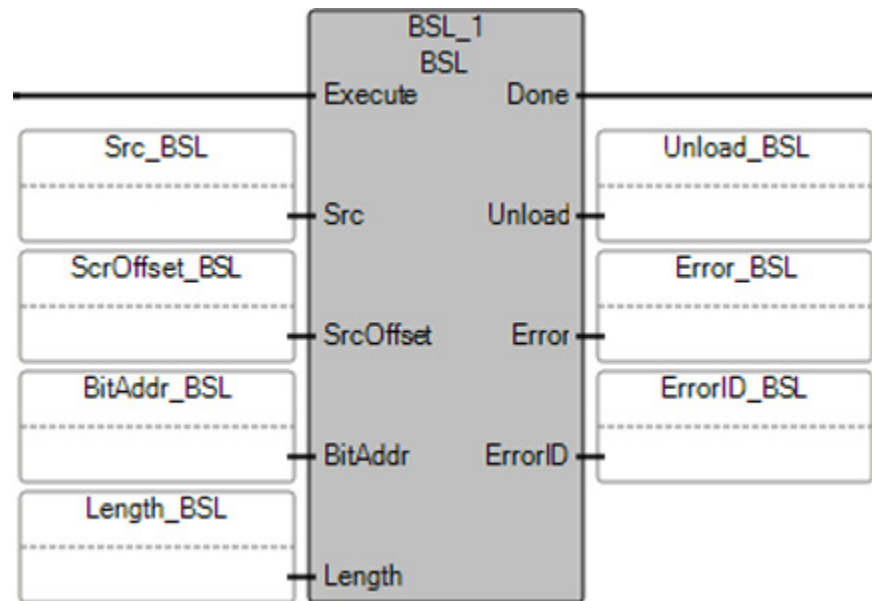 BSL_1
BSL
Execute Done
Src_BSL Unload_BSL
Src Unload
ScrOffset_BSL Error_BSL
SrcOffset Error
BitAddr_BSL ErrorID_BSL
BitAddr ErrorID
Length_BSL
Length